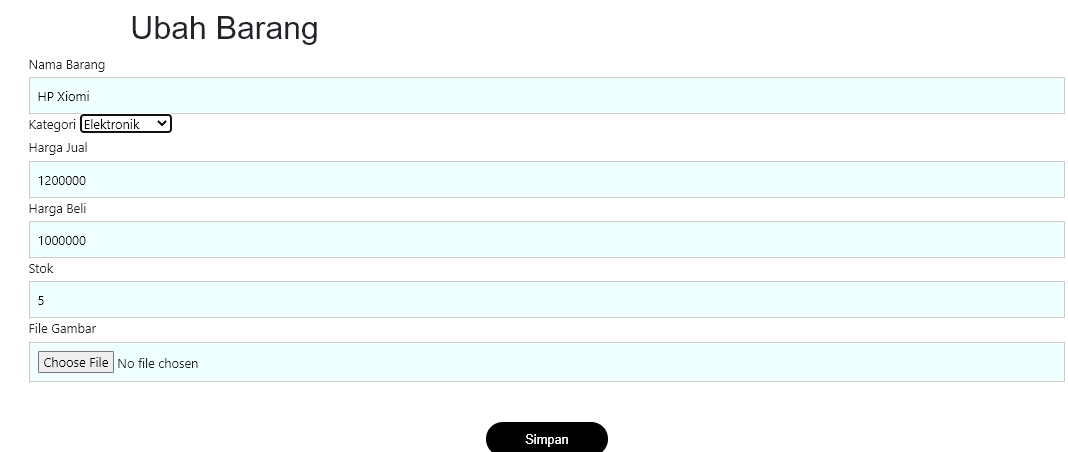 Ubah Barang
Nama Barang
HP Xiomi
Kategori Elektronik
Harga Jual
1200000
Harga Beli
1000000
Stok
5
File Gambar
Choose File No file chosen
Simpan